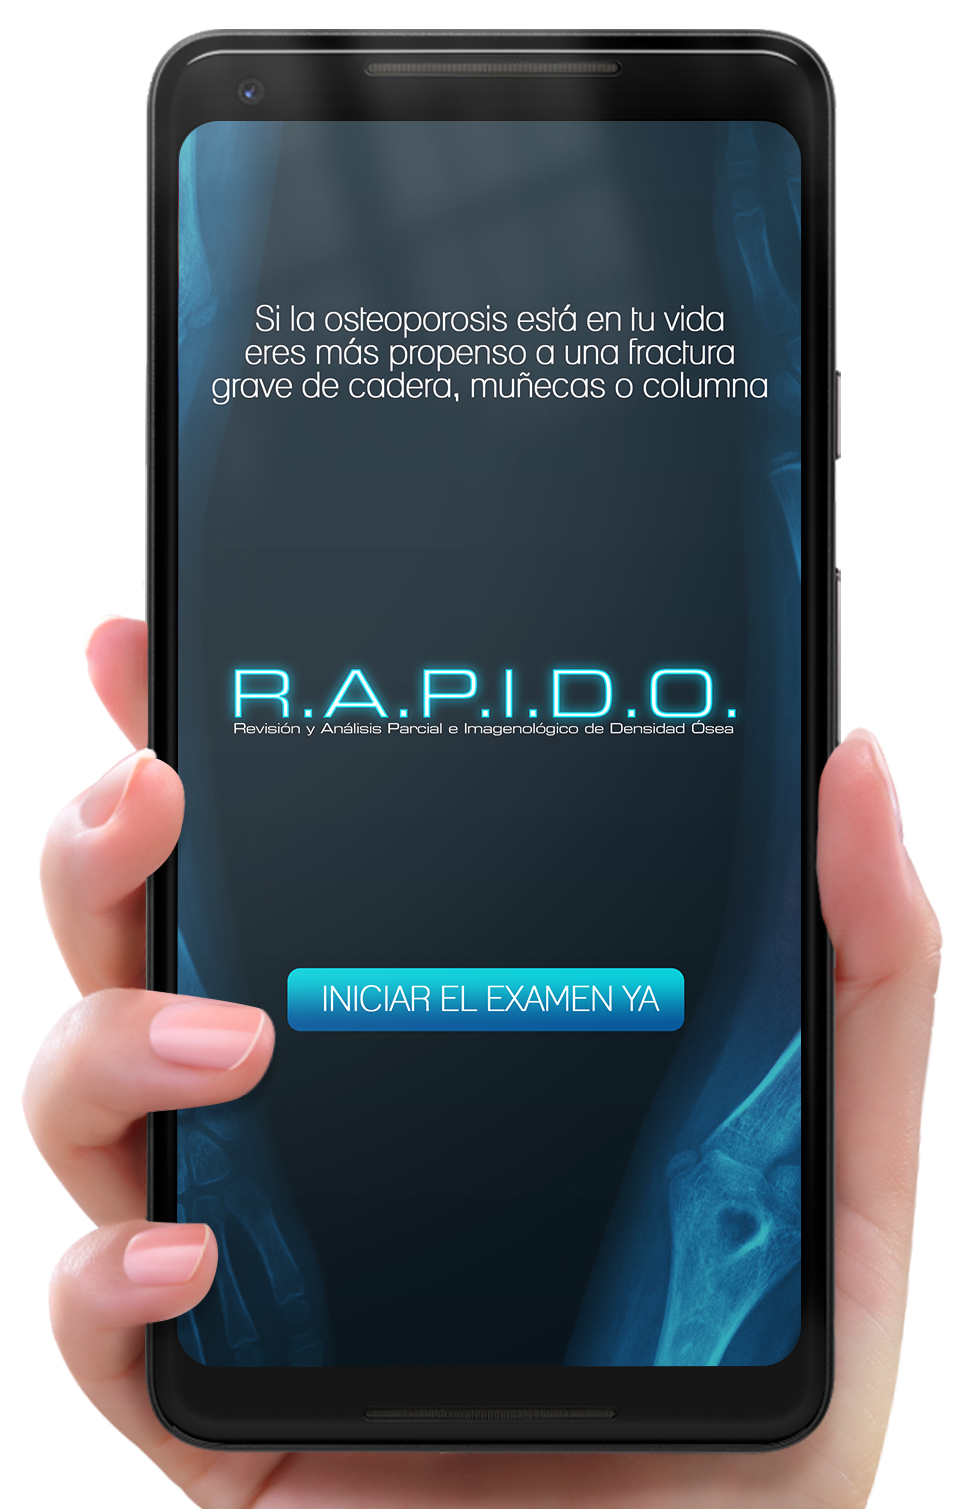 Si la osteoporosis está en tu vida
eres más propenso a una fractura
grave de cadera, muñecas o columna
R.A.P.I.D.O.
Revisión y Análisis Parcial e Imagenológico de Densidad Ósea
INICIAR EL EXAMEN YA